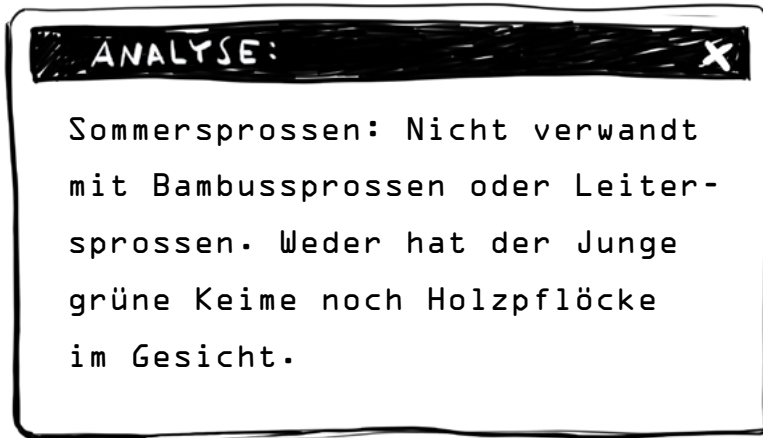 ANALYSE: X
Sommersprossen: Nicht verwandt
mit Bambussprossen oder Leiter-
sprossen. Weder hat der Junge
grüne Keime noch Holzpflöcke
im Gesicht.